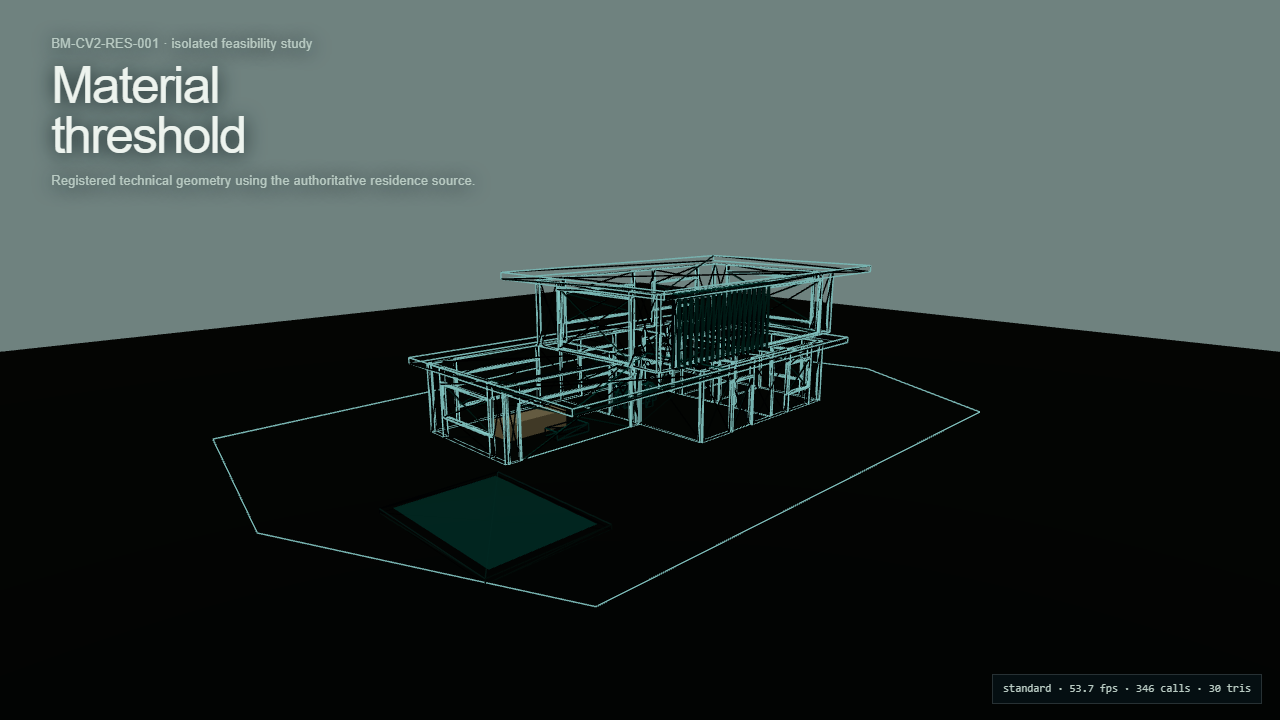 BM-CV2-RES-001 · isolated feasibility study
Material
threshold
Registered technical geometry using the authoritative residence source.
standard · 53.7 fps · 346 calls · 30 tris